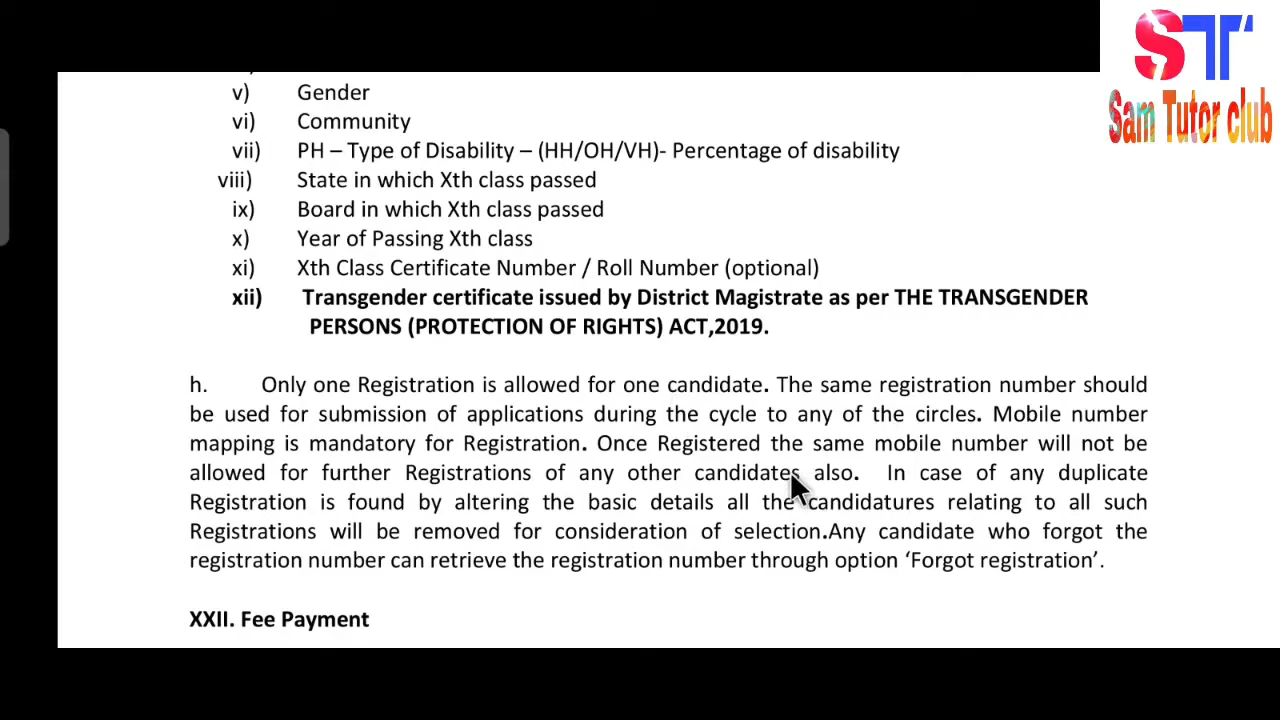 ST
Sam Tutor club
v) Gender
vi) Community
vii) PH – Type of Disability – (HH/OH/VH)- Percentage of disability
viii) State in which Xth class passed
ix) Board in which Xth class passed
x) Year of Passing Xth class
xi) Xth Class Certificate Number / Roll Number (optional)
xii) Transgender certificate issued by District Magistrate as per THE TRANSGENDER
PERSONS (PROTECTION OF RIGHTS) ACT,2019.
h. Only one Registration is allowed for one candidate. The same registration number should
be used for submission of applications during the cycle to any of the circles. Mobile number
mapping is mandatory for Registration. Once Registered the same mobile number will not be
allowed for further Registrations of any other candidates also. In case of any duplicate
Registration is found by altering the basic details all the candidatures relating to all such
Registrations will be removed for consideration of selection.Any candidate who forgot the
registration number can retrieve the registration number through option ‘Forgot registration’.
XXII. Fee Payment